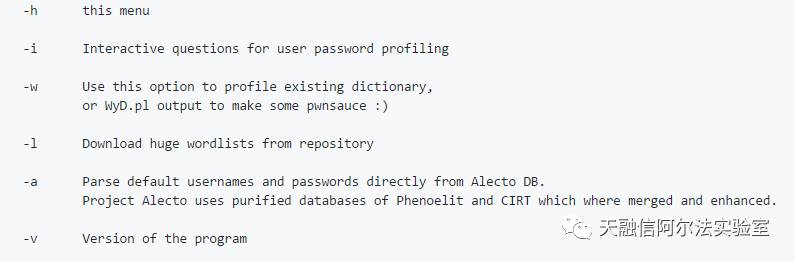 -h this menu
-i Interactive questions for user password profiling
-w Use this option to profile existing dictionary,
or WyD.pl output to make some pwnsauce :)
-l Download huge wordlists from repository
-a Parse default usernames and passwords directly from Alecto DB.
Project Alecto uses purified databases of Phenoelit and CIRT which where merged and enhanced.
-v Version of the program
天融信阿尔法实验室